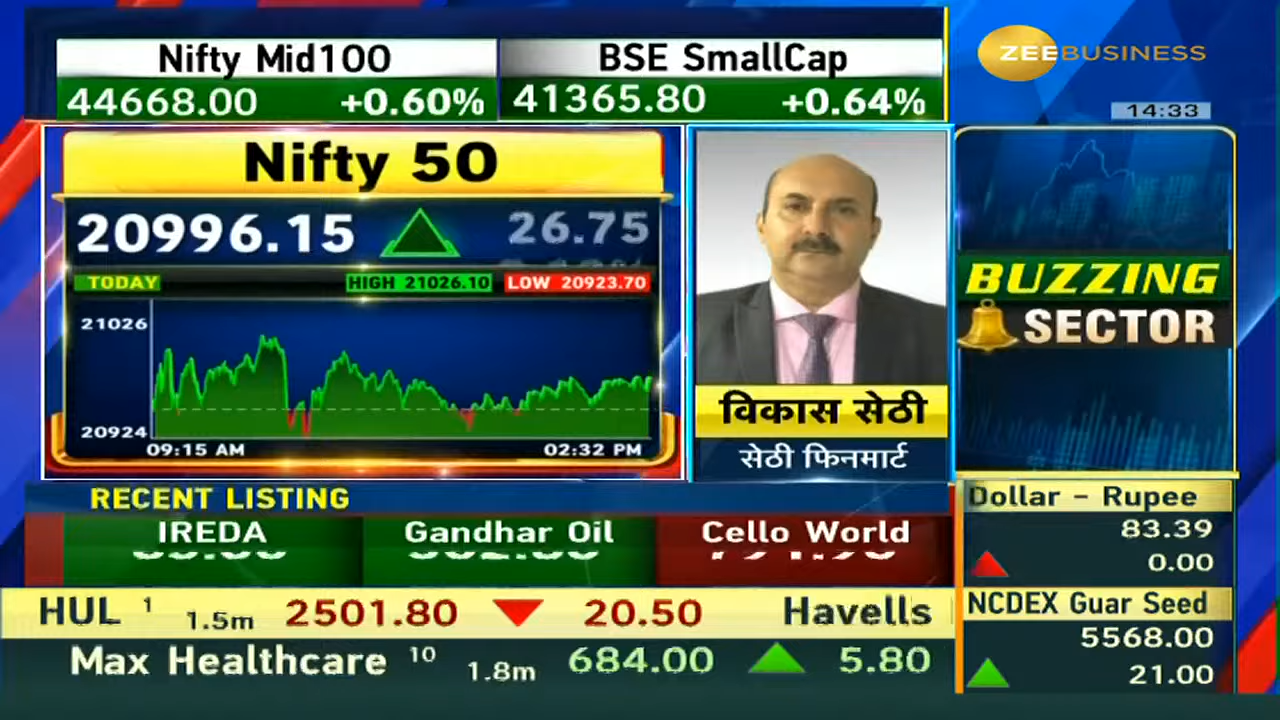 Nifty Mid100
44668.00 +0.60%
BSE SmallCap
41365.80 +0.64%
ZEEBUSINESS
14:33
Nifty 50
20996.15 26.75
TODAY
HIGH 21026.10
LOW 20923.70
21026
20924
09:15 AM
02:32 PM
विकास सेठी
सेठी फिनमार्ट
BUZZING
SECTOR
RECENT LISTING
IREDA
Gandhar Oil
Cello World
Dollar - Rupee
83.39
0.00
NCDEX Guar Seed
5568.00
21.00
HUL 1 1.5m 2501.80 20.50 Havells
Max Healthcare 10 1.8m 684.00 5.80